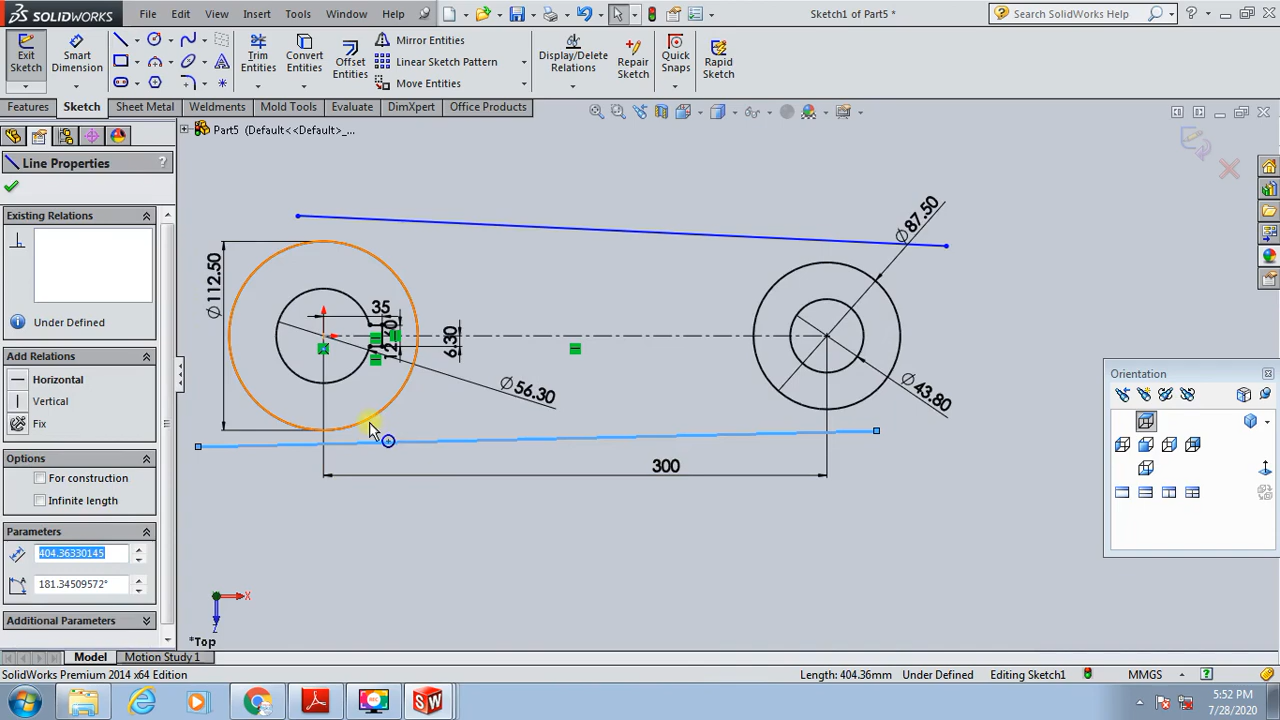 SOLIDWORKS File Edit View Insert Tools Window Help Sketch1 of Part5 * Search SolidWorks Help
Exit Sketch Smart Dimension Trim Entities Convert Entities Offset Entities Mirror Entities Linear Sketch Pattern Move Entities Display/Delete Relations Repair Sketch Quick Snaps Rapid Sketch
Features Sketch Sheet Metal Weldments Mold Tools Evaluate DimXpert Office Products
Part5 (Default<<Default>_...
Line Properties ?
Existing Relations
Under Defined
Add Relations
Horizontal
Vertical
Fix
Options
For construction
Infinite length
Parameters
404.36330145
181.34509572°
Additional Parameters
Ø112.50
35
6.30
Ø56.30
Ø87.50
Ø43.80
300
Orientation
X
Z
*Top
Model Motion Study 1
SolidWorks Premium 2014 x64 Edition Length: 404.36mm Under Defined Editing Sketch1 MMGS
5:52 PM
7/28/2020